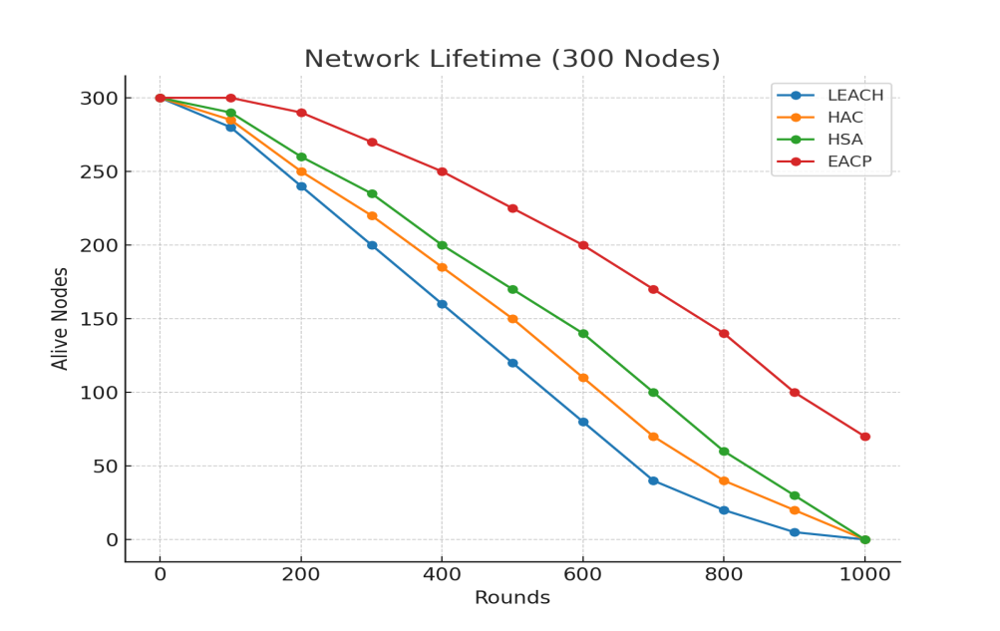 Network Lifetime (300 Nodes)
LEACH
HAC
HSA
EACP
Alive Nodes
300
250
200
150
100
50
0
0 200 400 600 800 1000
Rounds